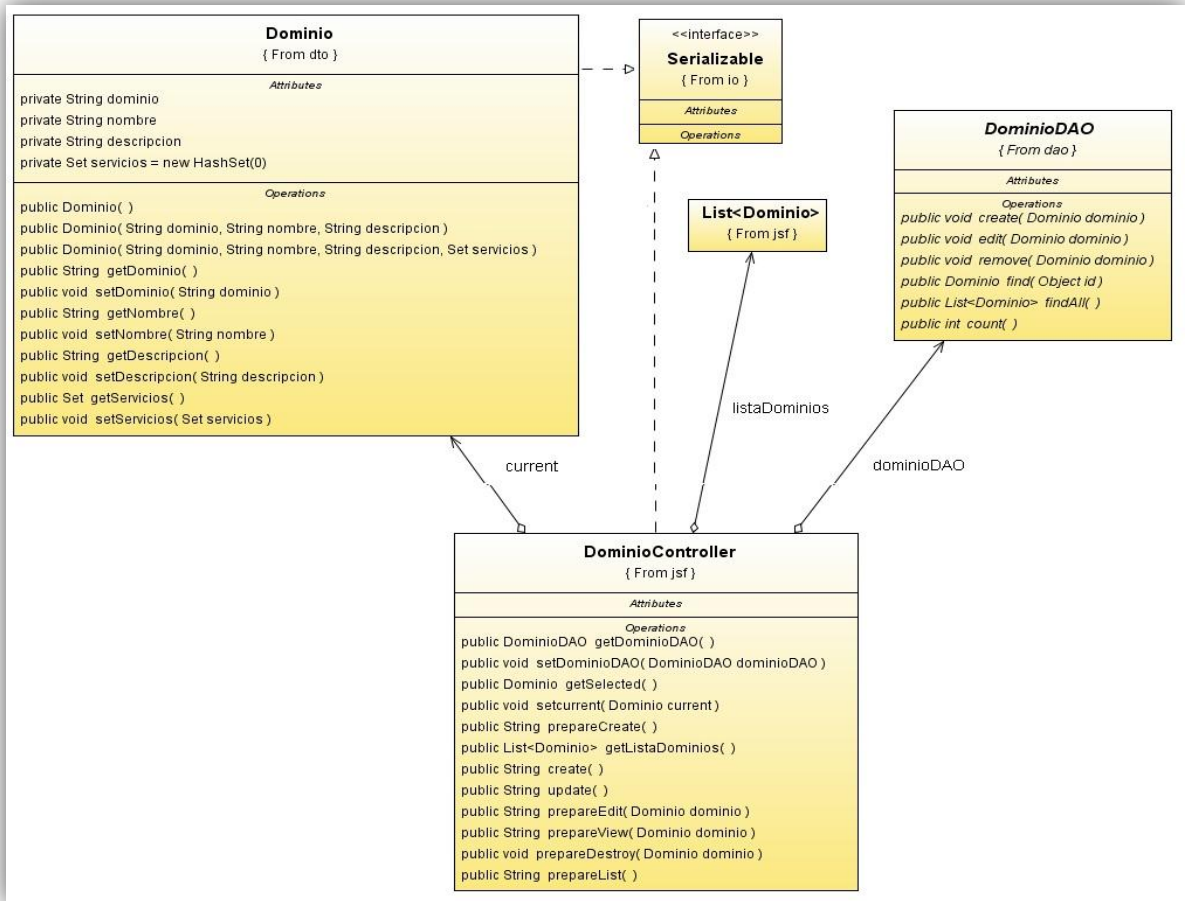 Dominio
{ From dto }
Attributes
private String dominio
private String nombre
private String descripcion
private Set servicios = new HashSet(0)
Operations
public Dominio( )
public Dominio( String dominio, String nombre, String descripcion )
public Dominio( String dominio, String nombre, String descripcion, Set servicios )
public String getDominio( )
public void setDominio( String dominio )
public String getNombre( )
public void setNombre( String nombre )
public String getDescripcion( )
public void setDescripcion( String descripcion )
public Set getServicios( )
public void setServicios( Set servicios )
<<interface>>
Serializable
{ From io }
Attributes
Operations
DominioDAO
{ From dao }
Attributes
Operations
public void create( Dominio dominio )
public void edit( Dominio dominio )
public void remove( Dominio dominio )
public Dominio find( Object id )
public List<Dominio> findAll( )
public int count( )
List<Dominio>
{ From jsf }
listaDominios
current
dominioDAO
DominioController
{ From jsf }
Attributes
Operations
public DominioDAO getDominioDAO( )
public void setDominioDAO( DominioDAO dominioDAO )
public Dominio getSelected( )
public void setcurrent( Dominio current )
public String prepareCreate( )
public List<Dominio> getListaDominios( )
public String create( )
public String update( )
public String prepareEdit( Dominio dominio )
public String prepareView( Dominio dominio )
public void prepareDestroy( Dominio dominio )
public String prepareList( )